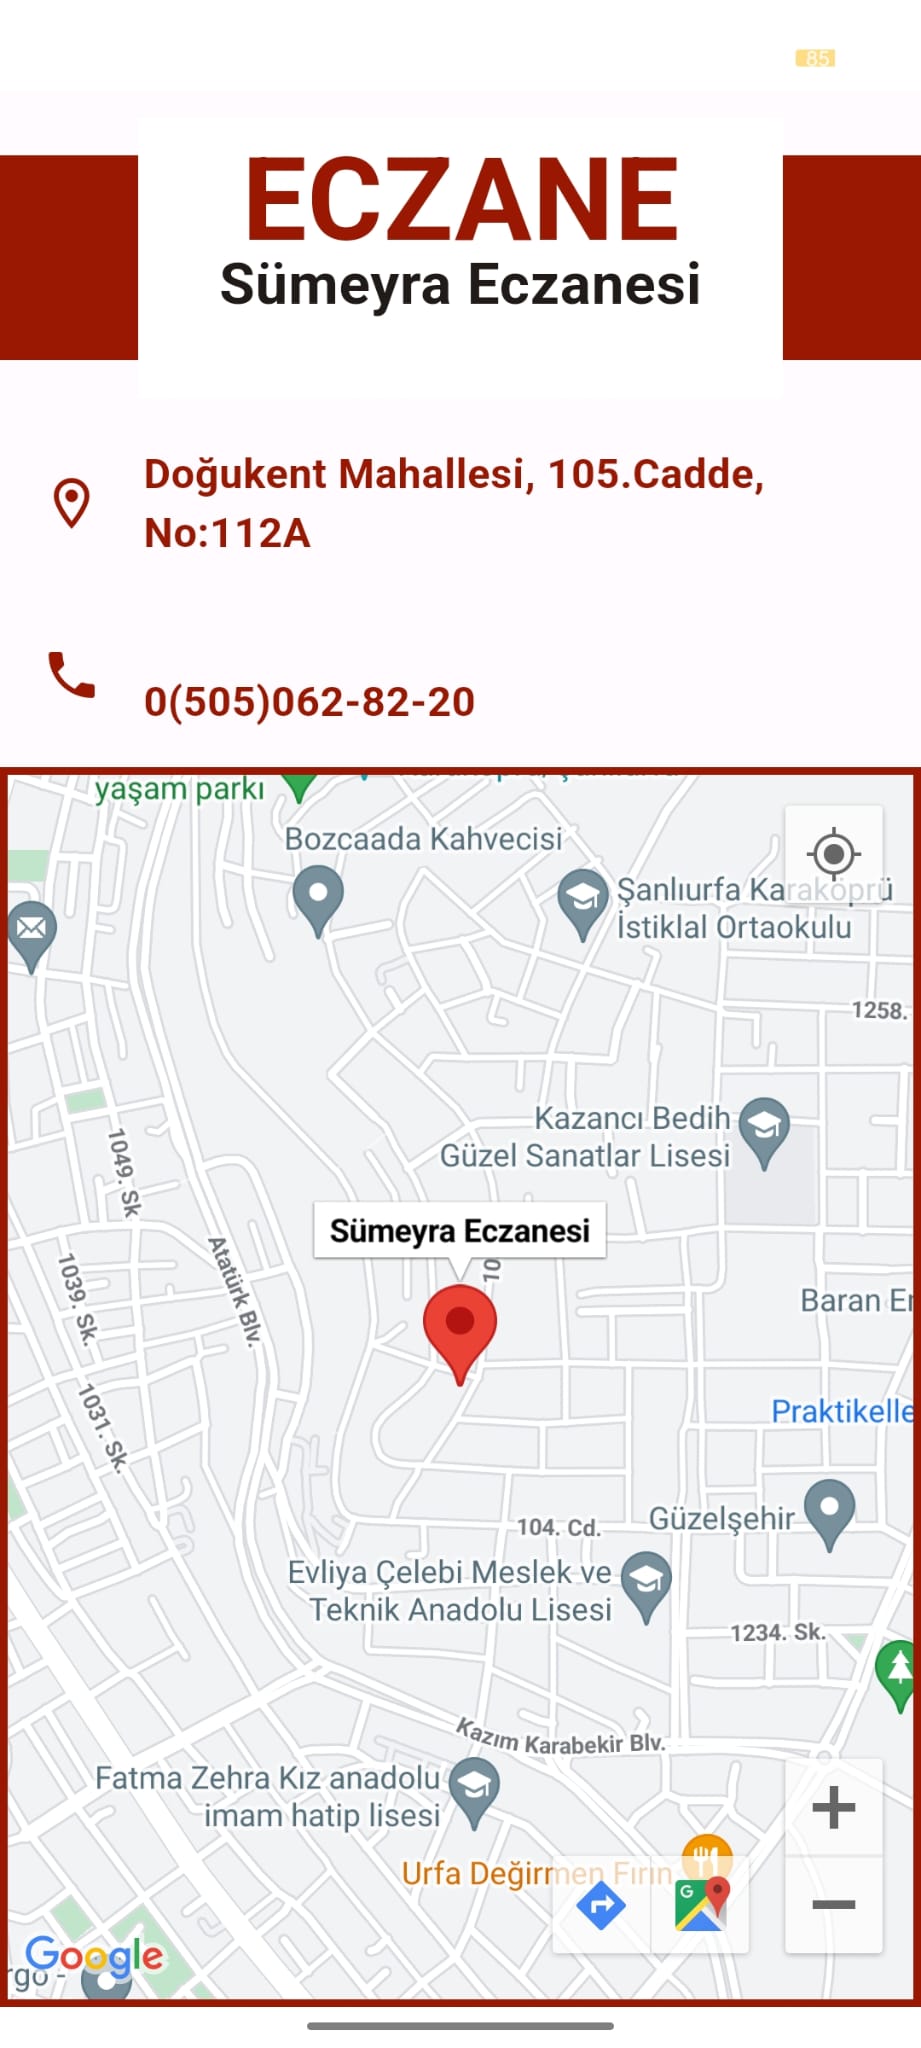 85
ECZANE
Sümeyra Eczanesi
Doğukent Mahallesi, 105.Cadde,
No:112A
0(505)062-82-20
yaşam parkı
Bozcaada Kahvecisi
Şanlıurfa Karaköprü
İstiklal Ortaokulu
1258.
Kazancı Bedih
Güzel Sanatlar Lisesi
1049. Sk
Sümeyra Eczanesi
10
Atatürk Blv.
1039. Sk.
Baran
1031. Sk.
Praktikelle
104. Cd.
Güzelşehir
Evliya Çelebi Meslek ve
Teknik Anadolu Lisesi
1234. Sk.
Kazım Karabekir Blv.
Fatma Zehra Kız anadolu
imam hatip lisesi
Urfa Değirmen Fırın
G
Google
rgo -